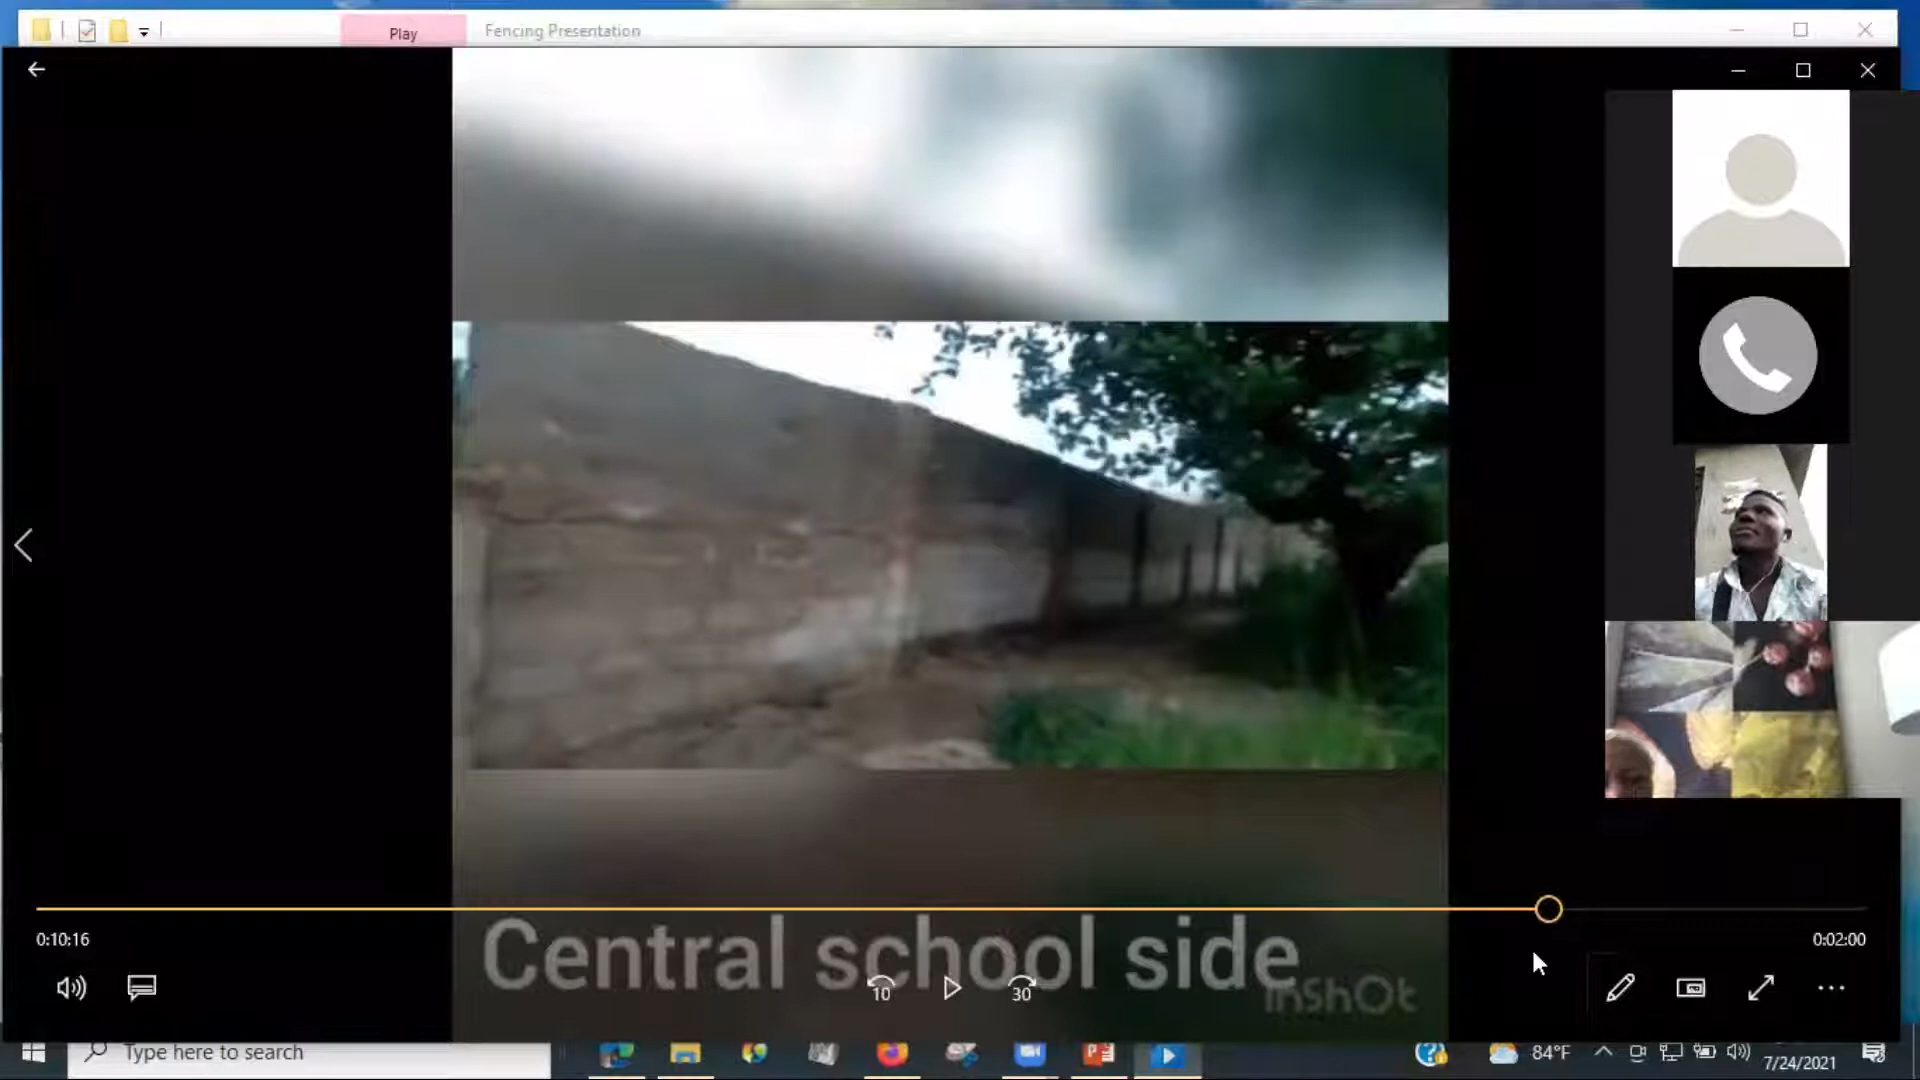 Play
Fencing Presentation
Central school side
InShOt
0:10:16
0:02:00
10
30
Type here to search
84°F
7/24/2021